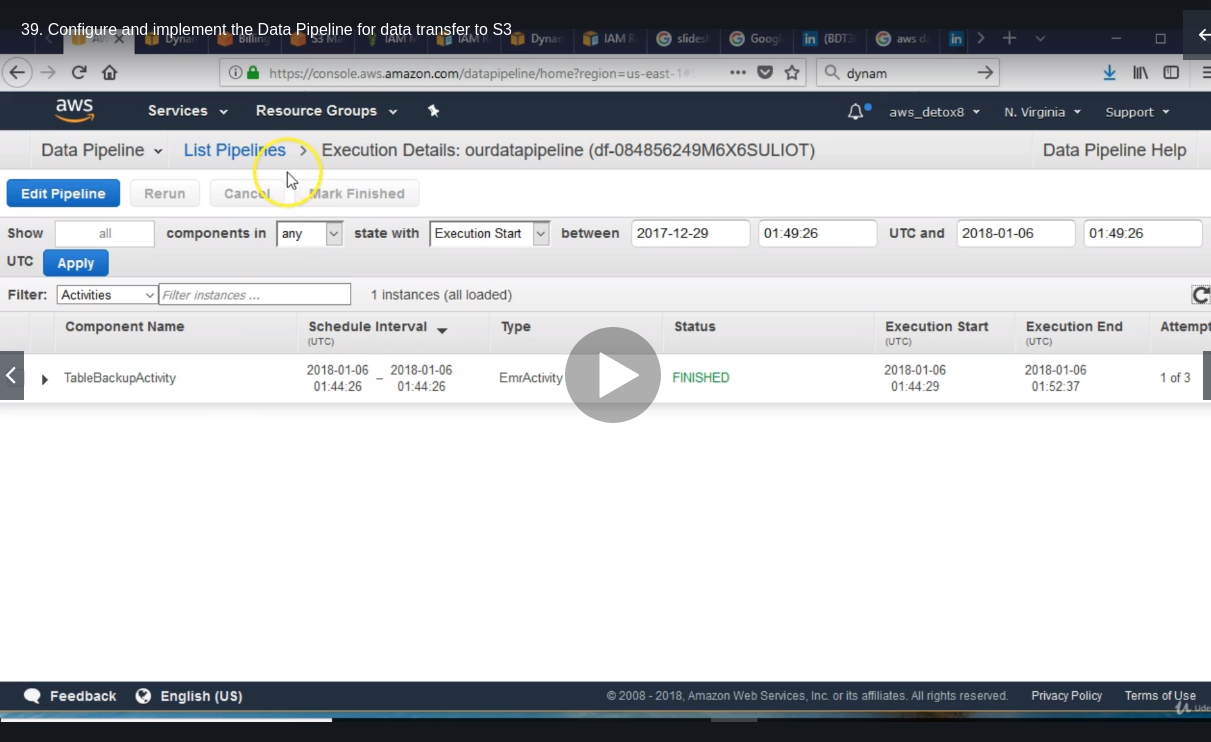 39. Configure and implement the Data Pipeline for data transfer to S3
Dynan
Billing
S3 Ma
IAM M
IAM
Dynan
IAM R
slidesh
Googl
(BDT3
aws da
https://console.aws.amazon.com/datapipeline/home?region=us-east-1#
dynam
aws
Services
Resource Groups
aws_detox8
N. Virginia
Support
Data Pipeline
List Pipelines > Execution Details: ourdatapipeline (df-084856249M6X6SULIOT)
Data Pipeline Help
Edit Pipeline
Rerun
Cancel
Mark Finished
Show all components in any state with Execution Start between 2017-12-29 01:49:26 UTC and 2018-01-06 01:49:26
UTC Apply
Filter: Activities Filter instances ... 1 instances (all loaded)
Component Name Schedule Interval Type Status Execution Start Execution End Attempt
(UTC) (UTC) (UTC)
2018-01-06 2018-01-06 2018-01-06 2018-01-06
TableBackupActivity – EmrActivity FINISHED 1 of 3
01:44:26 01:44:26 01:44:29 01:52:37
Feedback English (US) © 2008 - 2018, Amazon Web Services, Inc. or its affiliates. All rights reserved. Privacy Policy Terms of Use
Ude